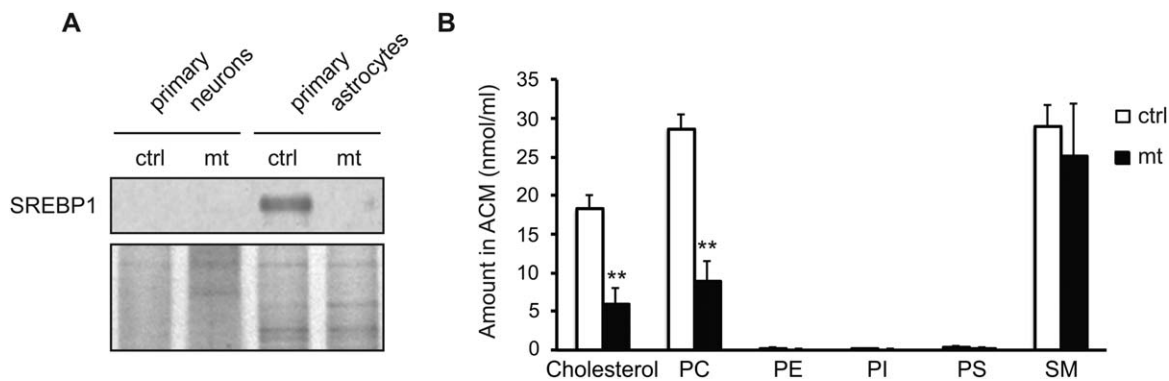 A
primary neurons
primary astrocytes
ctrl mt ctrl mt
SREBP1
B
Amount in ACM (nmol/ml)
35
30
25
20
15
10
5
0
** ** 
Cholesterol PC PE PI PS SM
ctrl
mt